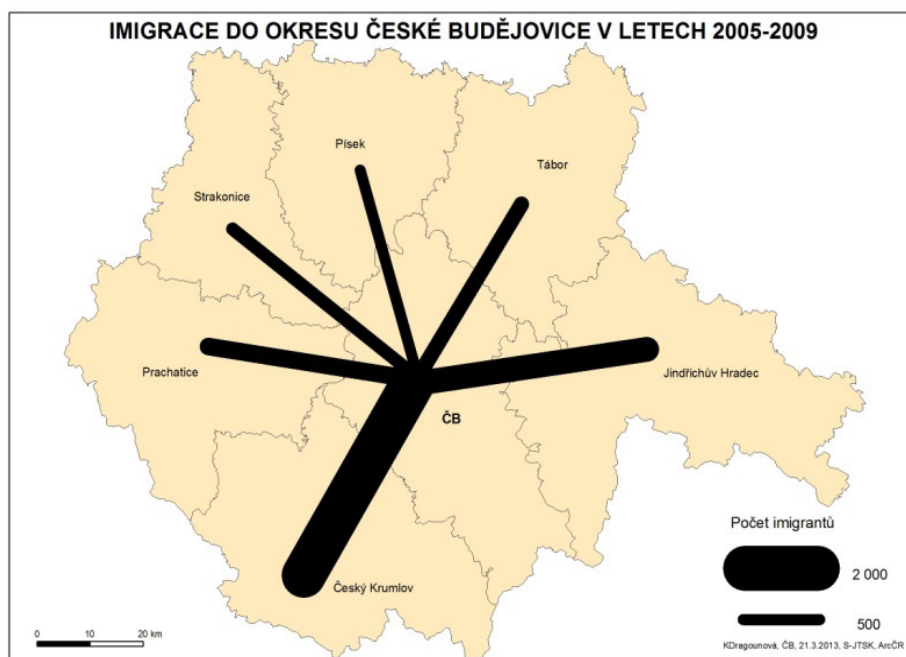 IMIGRACE DO OKRESU ČESKÉ BUDĚJOVICE V LETECH 2005-2009
Písek
Tábor
Strakonice
Prachatice
Jindřichův Hradec
ČB
Český Krumlov
Počet imigrantů
2 000
500
0 10 20 km
KDragounová, ČB, 21.3.2013, S-JTSK, ArcČR